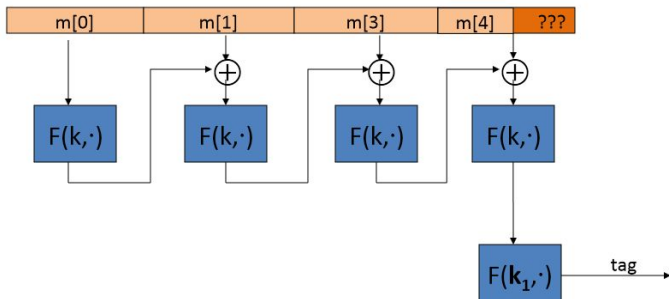 m[0] m[1] m[3] m[4] ???
F(k,·) F(k,·) F(k,·) F(k,·)
F(k₁,·) tag